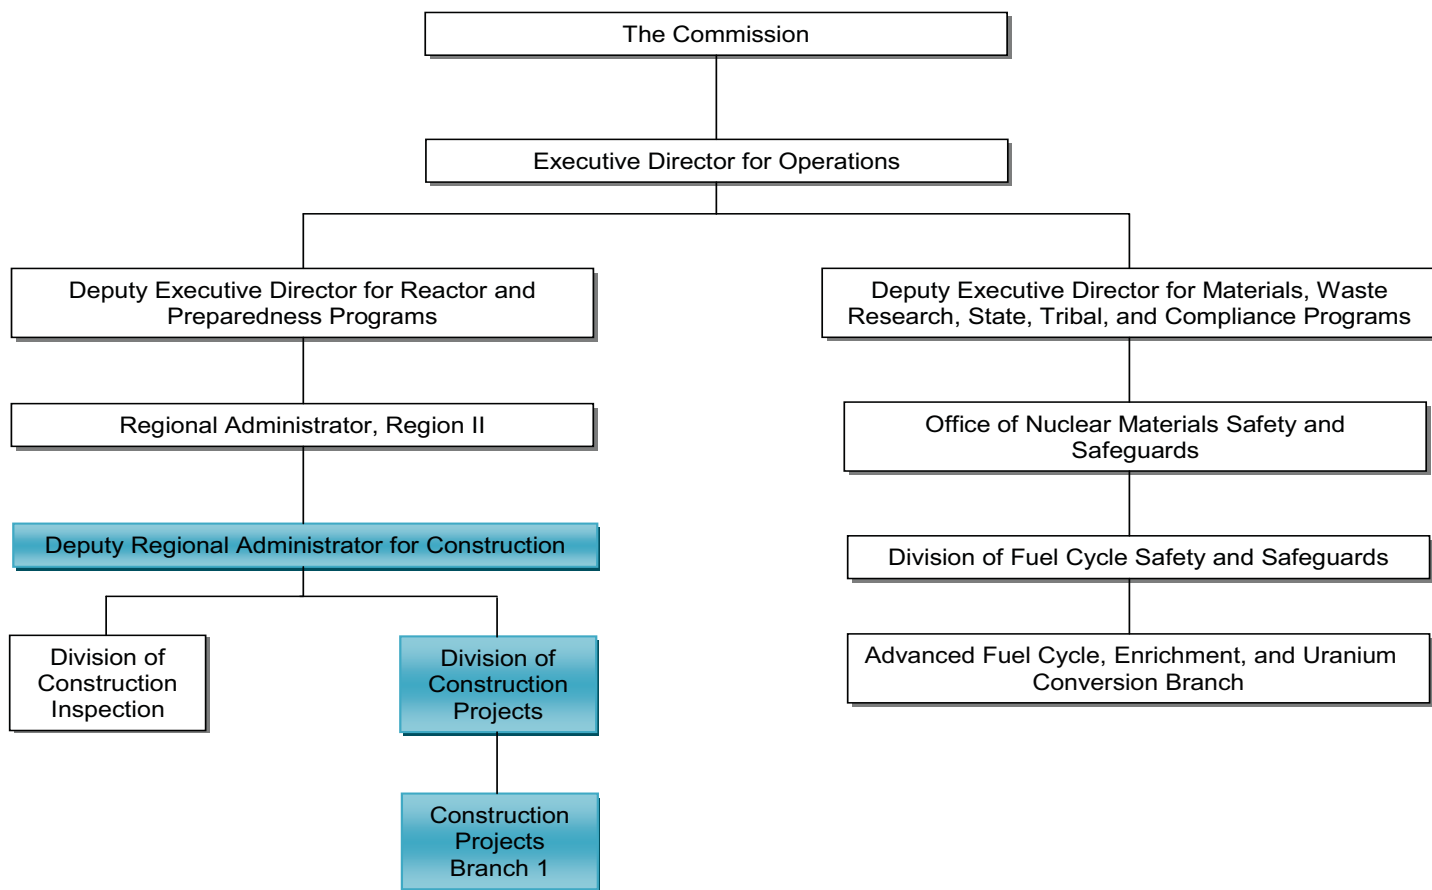 The Commission
Executive Director for Operations
Deputy Executive Director for Reactor and
Preparedness Programs
Deputy Executive Director for Materials, Waste
Research, State, Tribal, and Compliance Programs
Regional Administrator, Region II
Office of Nuclear Materials Safety and
Safeguards
Deputy Regional Administrator for Construction
Division of Fuel Cycle Safety and Safeguards
Division of
Construction
Inspection
Division of
Construction
Projects
Advanced Fuel Cycle, Enrichment, and Uranium
Conversion Branch
Construction
Projects
Branch 1